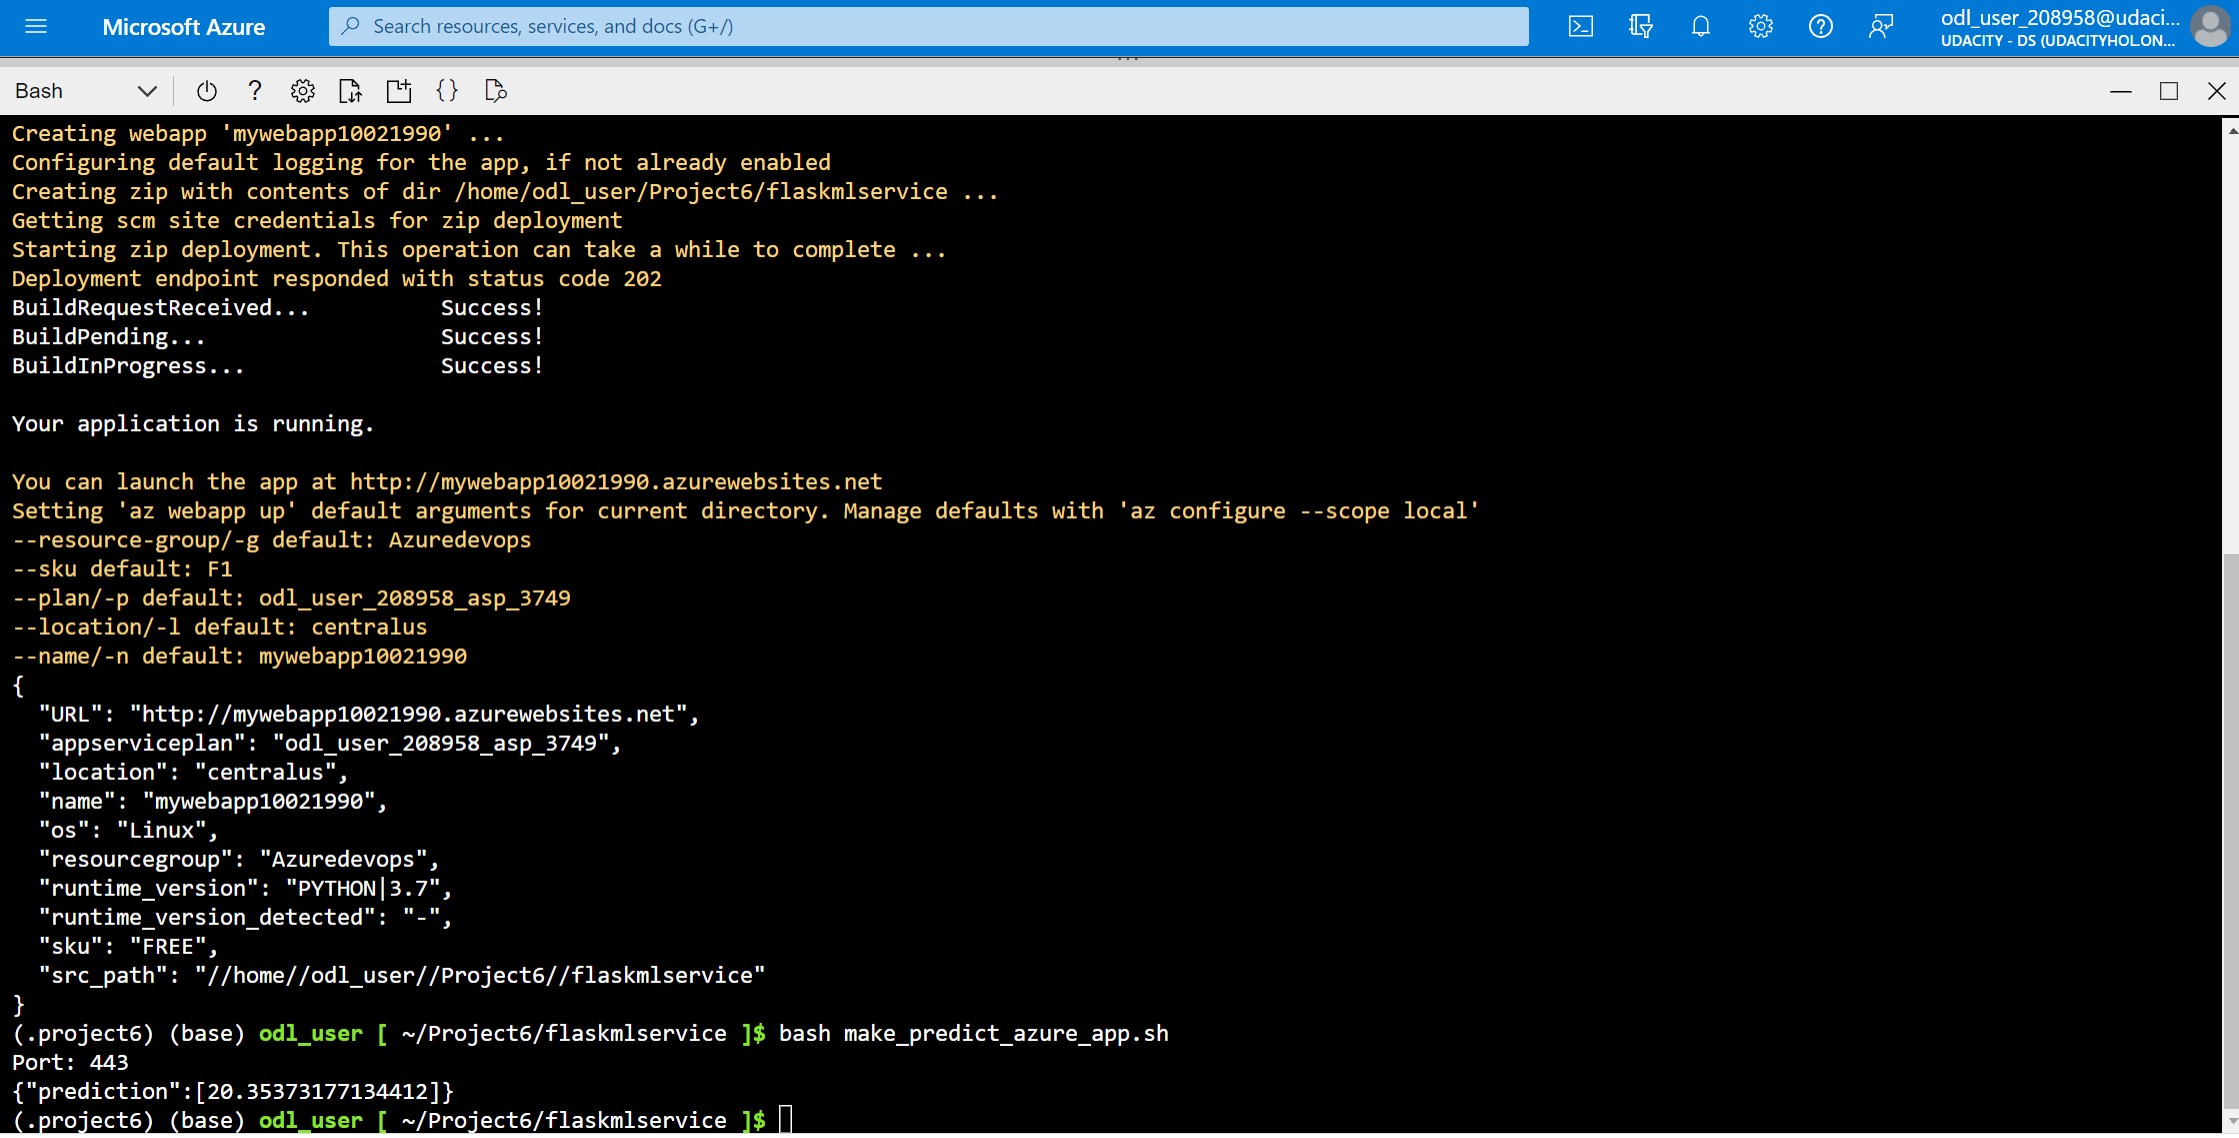 Microsoft Azure
Search resources, services, and docs (G+/)
odl_user_208958@udaci...
UDACITY - DS (UDACITYHOL.ON...
Bash
Creating webapp 'mywebapp10021990' ...
Configuring default logging for the app, if not already enabled
Creating zip with contents of dir /home/odl_user/Project6/flaskmlservice ...
Getting scm site credentials for zip deployment
Starting zip deployment. This operation can take a while to complete ...
Deployment endpoint responded with status code 202
BuildRequestReceived... Success!
BuildPending... Success!
BuildInProgress... Success!
Your application is running.
You can launch the app at http://mywebapp10021990.azurewebsites.net
Setting 'az webapp up' default arguments for current directory. Manage defaults with 'az configure --scope local'
--resource-group/-g default: Azuredevops
--sku default: F1
--plan/-p default: odl_user_208958_asp_3749
--location/-l default: centralus
--name/-n default: mywebapp10021990
{
"URL": "http://mywebapp10021990.azurewebsites.net",
"appserviceplan": "odl_user_208958_asp_3749",
"location": "centralus",
"name": "mywebapp10021990",
"os": "Linux",
"resourcegroup": "Azuredevops",
"runtime_version": "PYTHON|3.7",
"runtime_version_detected": "-",
"sku": "FREE",
"src_path": "//home//odl_user//Project6//flaskmlservice"
}
(.project6) (base) odl_user [ ~/Project6/flaskmlservice ]$ bash make_predict_azure_app.sh
Port: 443
{"prediction":[20.35373177134412]}
(.project6) (base) odl_user [ ~/Project6/flaskmlservice ]$